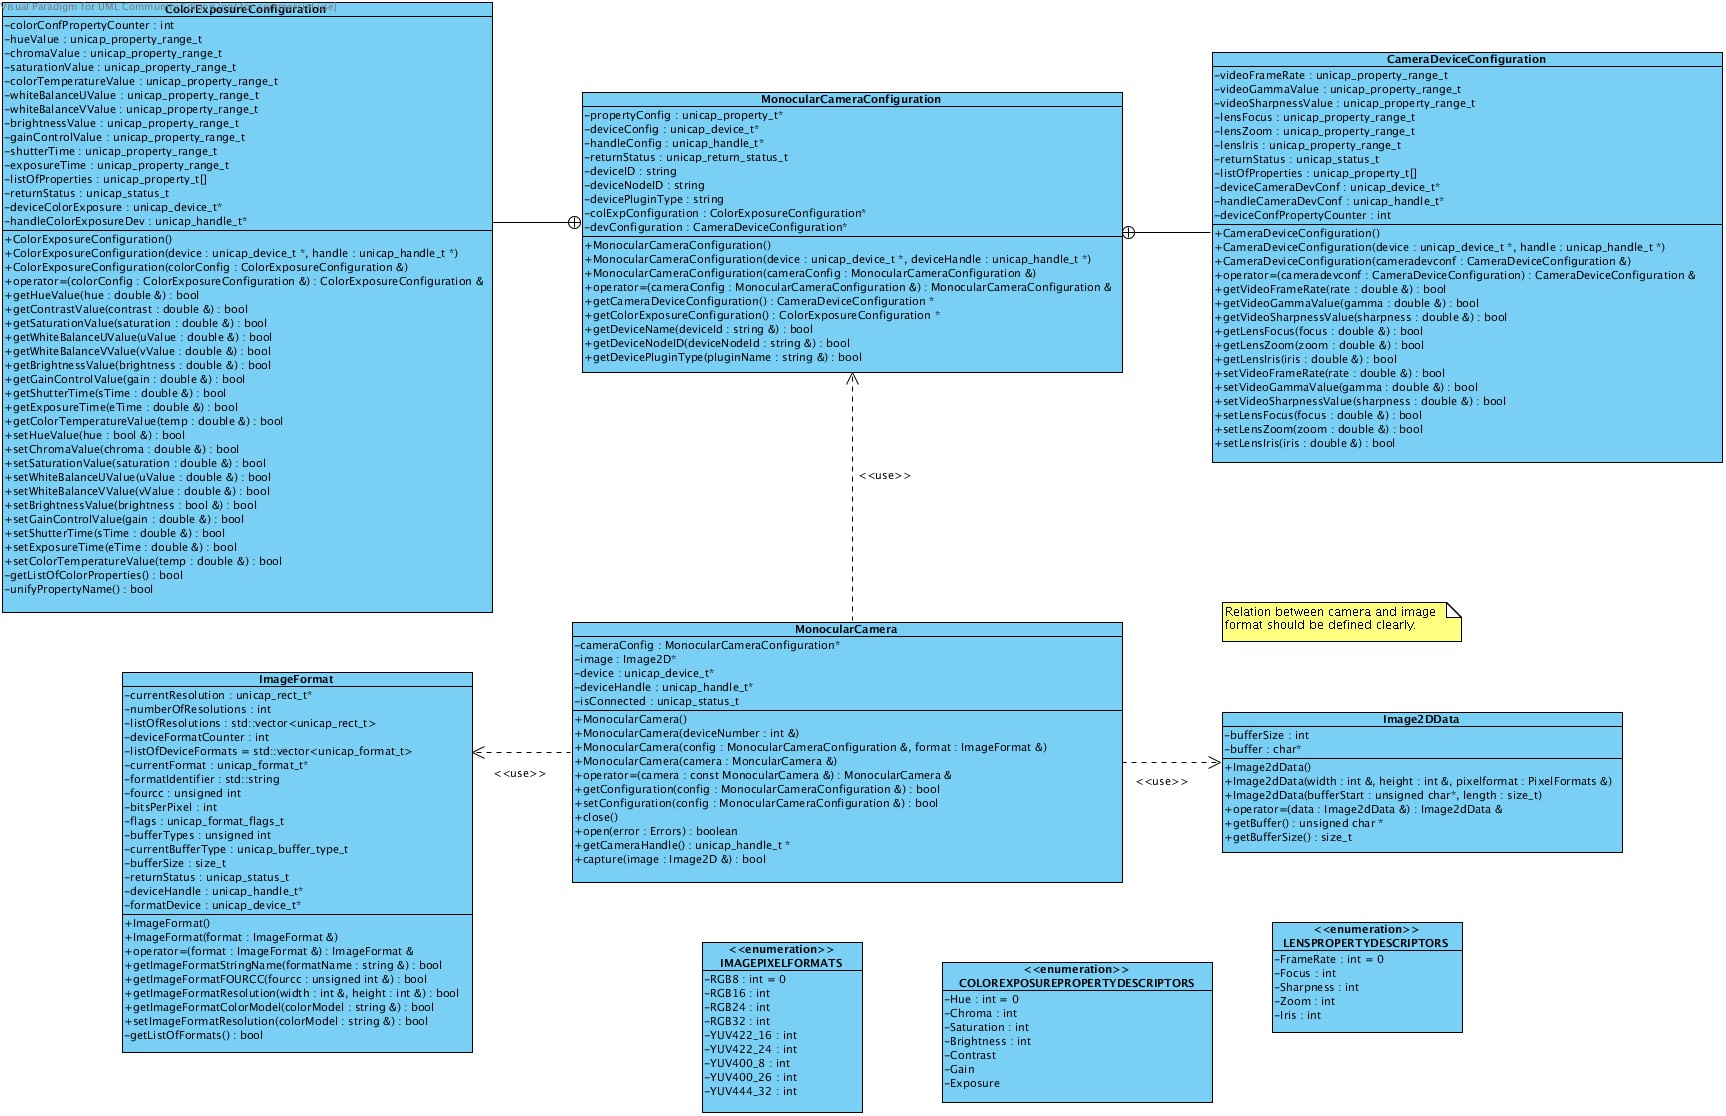 Visual Paradigm for UML Community Edition [not for commercial use]
ColorExposureConfiguration
-colorConfPropertyCounter : int
-hueValue : unicap_property_range_t
-chromaValue : unicap_property_range_t
-saturationValue : unicap_property_range_t
-colorTemperatureValue : unicap_property_range_t
-whiteBalanceUValue : unicap_property_range_t
-whiteBalanceVValue : unicap_property_range_t
-brightnessValue : unicap_property_range_t
-gainControlValue : unicap_property_range_t
-shutterTime : unicap_property_range_t
-exposureTime : unicap_property_range_t
-listOfProperties : unicap_property_t[]
-returnStatus : unicap_status_t
-deviceColorExposure : unicap_device_t*
-handleColorExposureDev : unicap_handle_t*
+ColorExposureConfiguration()
+ColorExposureConfiguration(device : unicap_device_t *, handle : unicap_handle_t *)
+ColorExposureConfiguration(colorConfig : ColorExposureConfiguration &)
+operator=(colorConfig : ColorExposureConfiguration &) : ColorExposureConfiguration &
+getHueValue(hue : double &) : bool
+getContrastValue(contrast : double &) : bool
+getSaturationValue(saturation : double &) : bool
+getWhiteBalanceUValue(uValue : double &) : bool
+getWhiteBalanceVValue(vValue : double &) : bool
+getBrightnessValue(brightness : double &) : bool
+getGainControlValue(gain : double &) : bool
+getShutterTime(sTime : double &) : bool
+getExposureTime(eTime : double &) : bool
+getColorTemperatureValue(temp : double &) : bool
+setHueValue(hue : bool &) : bool
+setChromaValue(chroma : double &) : bool
+setSaturationValue(saturation : double &) : bool
+setWhiteBalanceUValue(uValue : double &) : bool
+setWhiteBalanceVValue(vValue : double &) : bool
+setBrightnessValue(brightness : bool &) : bool
+setGainControlValue(gain : double &) : bool
+setShutterTime(sTime : double &) : bool
+setExposureTime(eTime : double &) : bool
+setColorTemperatureValue(temp : double &) : bool
-getListOfColorProperties() : bool
-unifyPropertyName() : bool
MonocularCameraConfiguration
-propertyConfig : unicap_property_t*
-deviceConfig : unicap_device_t*
-handleConfig : unicap_handle_t*
-returnStatus : unicap_return_status_t
-deviceID : string
-deviceNodeID : string
-devicePluginType : string
-colExpConfiguration : ColorExposureConfiguration*
-devConfiguration : CameraDeviceConfiguration*
+MonocularCameraConfiguration()
+MonocularCameraConfiguration(device : unicap_device_t *, deviceHandle : unicap_handle_t *)
+MonocularCameraConfiguration(cameraConfig : MonocularCameraConfiguration &)
+operator=(cameraConfig : MonocularCameraConfiguration &) : MonocularCameraConfiguration &
+getCameraDeviceConfiguration() : CameraDeviceConfiguration *
+getColorExposureConfiguration() : ColorExposureConfiguration *
+getDeviceName(deviceId : string &) : bool
+getDeviceNodeID(deviceNodeId : string &) : bool
+getDevicePluginType(pluginName : string &) : bool
CameraDeviceConfiguration
-videoFrameRate : unicap_property_range_t
-videoGammaValue : unicap_property_range_t
-videoSharpnessValue : unicap_property_range_t
-lensFocus : unicap_property_range_t
-lensZoom : unicap_property_range_t
-lensIris : unicap_property_range_t
-returnStatus : unicap_status_t
-listOfProperties : unicap_property_t[]
-deviceCameraDevConf : unicap_device_t*
-handleCameraDevConf : unicap_handle_t*
-deviceConfPropertyCounter : int
+CameraDeviceConfiguration()
+CameraDeviceConfiguration(device : unicap_device_t *, handle : unicap_handle_t *)
+CameraDeviceConfiguration(cameradevconf : CameraDeviceConfiguration &)
+operator=(cameradevconf : CameraDeviceConfiguration) : CameraDeviceConfiguration &
+getVideoFrameRate(rate : double &) : bool
+getVideoGammaValue(gamma : double &) : bool
+getVideoSharpnessValue(sharpness : double &) : bool
+getLensFocus(focus : double &) : bool
+getLensZoom(zoom : double &) : bool
+getLensIris(iris : double &) : bool
+setVideoFrameRate(rate : double &) : bool
+setVideoGammaValue(gamma : double &) : bool
+setVideoSharpnessValue(sharpness : double &) : bool
+setLensFocus(focus : double &) : bool
+setLensZoom(zoom : double &) : bool
+setLensIris(iris : double &) : bool
<<use>>
Relation between camera and image
format should be defined clearly.
MonocularCamera
-cameraConfig : MonocularCameraConfiguration*
-image : Image2D*
-device : unicap_device_t*
-deviceHandle : unicap_handle_t*
-isConnected : unicap_status_t
+MonocularCamera()
+MonocularCamera(deviceNumber : int &)
+MonocularCamera(config : MonocularCameraConfiguration &, format : ImageFormat &)
+MonocularCamera(camera : MoncularCamera &)
+operator=(camera : const MonocularCamera &) : MonocularCamera &
+getConfiguration(config : MonocularCameraConfiguration &) : bool
+setConfiguration(config : MonocularCameraConfiguration &) : bool
+close()
+open(error : Errors) : boolean
+getCameraHandle() : unicap_handle_t *
+capture(image : Image2D &) : bool
<<use>>
<<use>>
ImageFormat
-currentResolution : unicap_rect_t*
-numberOfResolutions : int
-listOfResolutions : std::vector<unicap_rect_t>
-deviceFormatCounter : int
-listOfDeviceFormats = std::vector<unicap_format_t>
-currentFormat : unicap_format_t*
-formatIdentifier : std::string
-fourcc : unsigned int
-bitsPerPixel : int
-flags : unicap_format_flags_t
-bufferTypes : unsigned int
-currentBufferType : unicap_buffer_type_t
-bufferSize : size_t
-returnStatus : unicap_status_t
-deviceHandle : unicap_handle_t*
-formatDevice : unicap_device_t*
+ImageFormat()
+ImageFormat(format : ImageFormat &)
+operator=(format : ImageFormat &) : ImageFormat &
+getImageFormatStringName(formatName : string &) : bool
+getImageFormatFOURCC(fourcc : unsigned int &) : bool
+getImageFormatResolution(width : int &, height : int &) : bool
+getImageFormatColorModel(colorModel : string &) : bool
+setImageFormatResolution(colorModel : string &) : bool
-getListOfFormats() : bool
Image2DData
-bufferSize : int
-buffer : char*
+Image2dData()
+Image2dData(width : int &, height : int &, pixelformat : PixelFormats &)
+Image2dData(bufferStart : unsigned char*, length : size_t)
+operator=(data : Image2dData &) : Image2dData &
+getBuffer() : unsigned char *
+getBufferSize() : size_t
<<enumeration>>
IMAGEPIXELFORMATS
-RGB8 : int = 0
-RGB16 : int
-RGB24 : int
-RGB32 : int
-YUV422_16 : int
-YUV422_24 : int
-YUV400_8 : int
-YUV400_26 : int
-YUV444_32 : int
<<enumeration>>
COLOREXPOSUREPROPERTYDESCRIPTORS
-Hue : int = 0
-Chroma : int
-Saturation : int
-Brightness : int
-Contrast
-Gain
-Exposure
<<enumeration>>
LENSPROPERTYDESCRIPTORS
-FrameRate : int = 0
-Focus : int
-Sharpness : int
-Zoom : int
-Iris : int